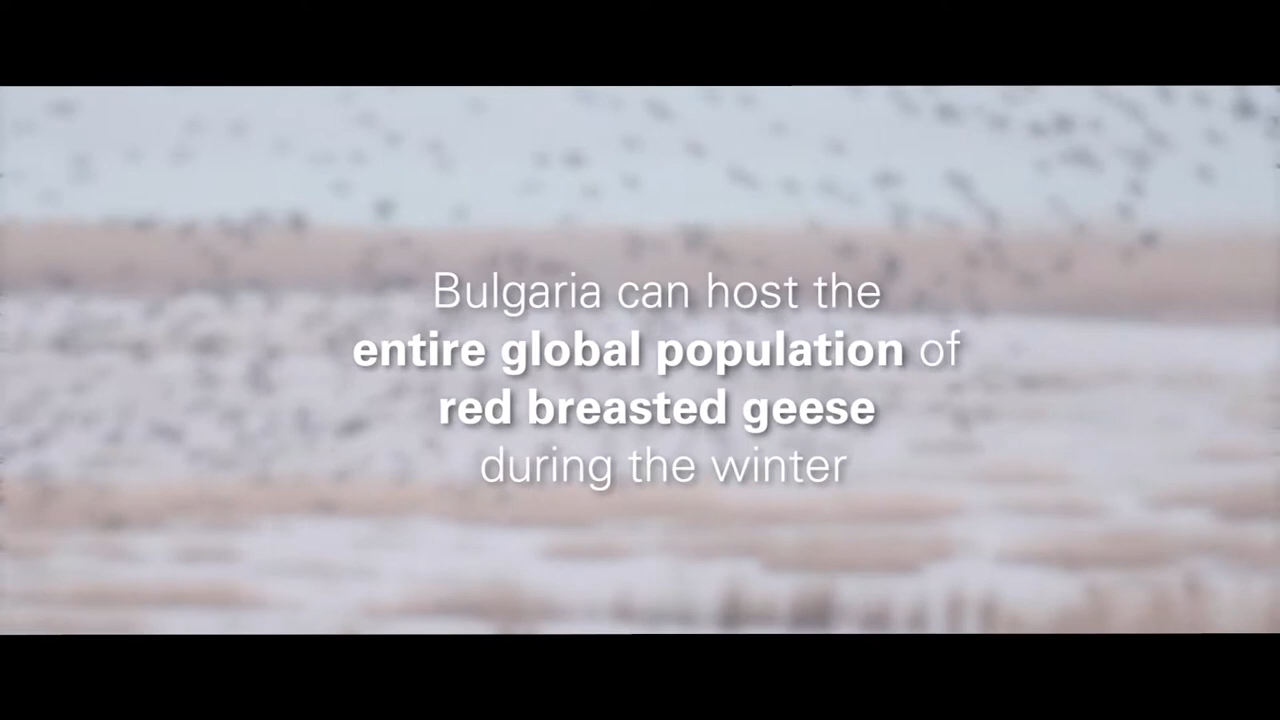 Bulgaria can host the
entire global population of
red breasted geese
during the winter